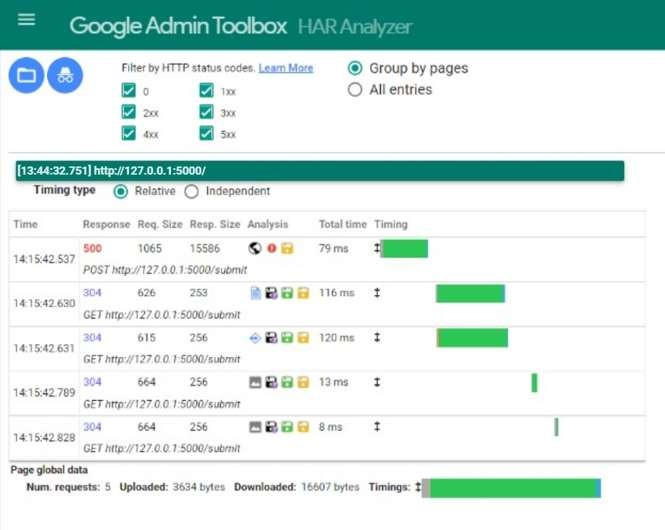 Google Admin Toolbox HAR Analyzer
Filter by HTTP status codes. Learn More
0 1xx
2xx 3xx
4xx 5xx
Group by pages
All entries
[13:44:32.751] http://127.0.0.1:5000/
Timing type Relative Independent
Time Response Req. Size Resp. Size Analysis Total time Timing
14:15:42.537 500 1065 15586 79 ms
POST http://127.0.0.1:5000/submit
14:15:42.630 304 626 253 116 ms
GET http://127.0.0.1:5000/submit
14:15:42.631 304 615 256 120 ms
GET http://127.0.0.1:5000/submit
14:15:42.789 304 664 256 13 ms
GET http://127.0.0.1:5000/submit
14:15:42.828 304 664 256 8 ms
GET http://127.0.0.1:5000/submit
Page global data
Num. requests: 5 Uploaded: 3634 bytes Downloaded: 16607 bytes Timings: